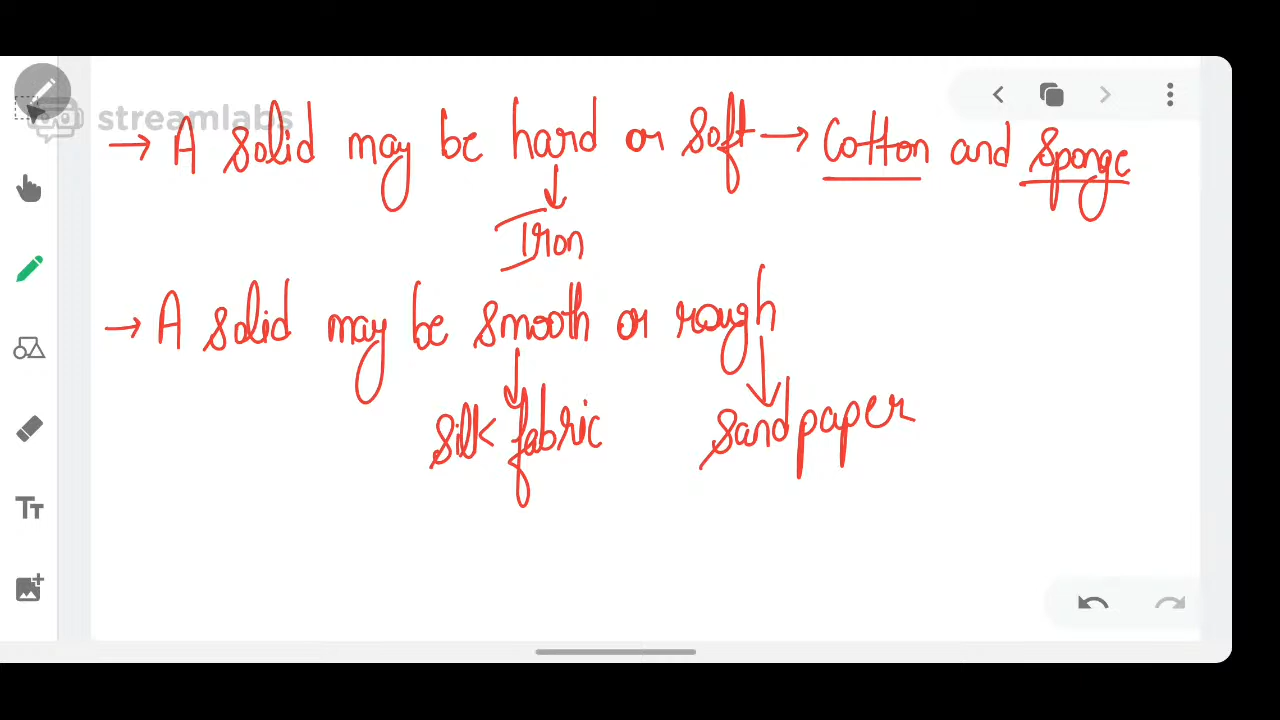 streamlabs
→ A solid may be hard or soft → Cotton and Sponge
Iron
→ A solid may be smooth or rough
Silk fabric Sandpaper
TT